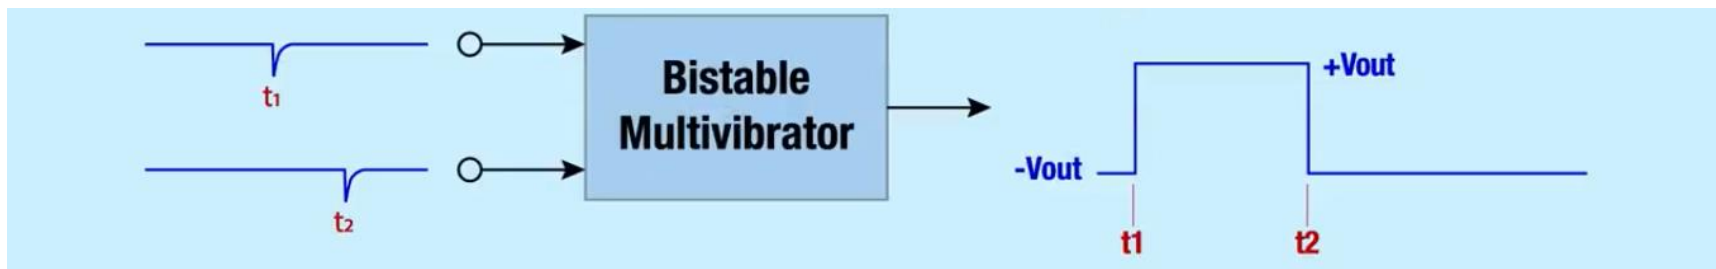 t1
t2
Bistable
Multivibrator
+Vout
-Vout
t1
t2